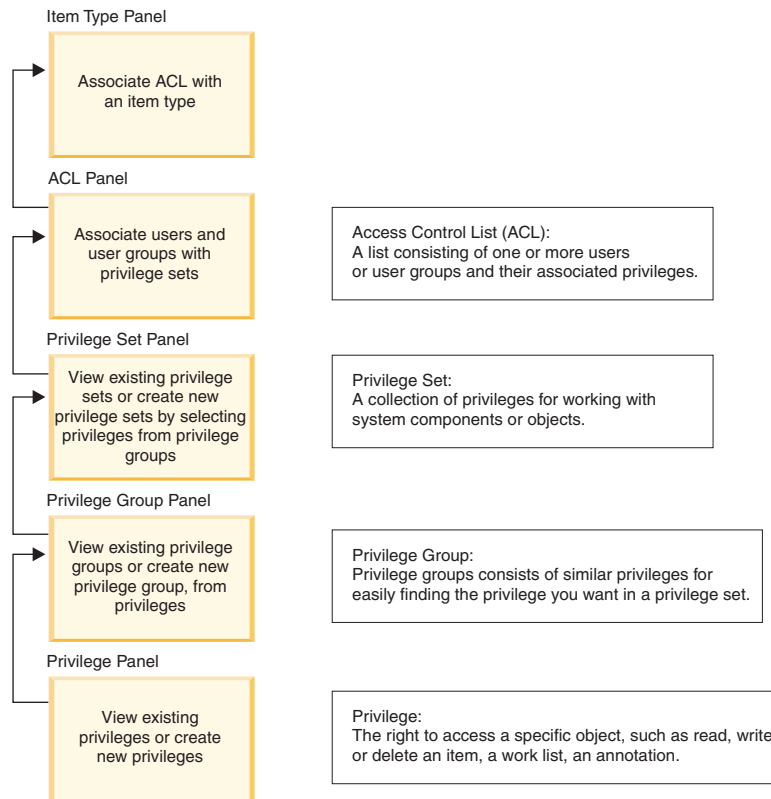 Item Type Panel
Associate ACL with
an item type
ACL Panel
Associate users and
user groups with
privilege sets
Access Control List (ACL):
A list consisting of one or more users
or user groups and their associated privileges.
Privilege Set Panel
View existing privilege
sets or create new
privilege sets by selecting
privileges from privilege
groups
Privilege Set:
A collection of privileges for working with
system components or objects.
Privilege Group Panel
View existing privilege
groups or create new
privilege group, from
privileges
Privilege Group:
Privilege groups consists of similar privileges for
easily finding the privilege you want in a privilege set.
Privilege Panel
View existing
privileges or create
new privileges
Privilege:
The right to access a specific object, such as read, write
or delete an item, a work list, an annotation.